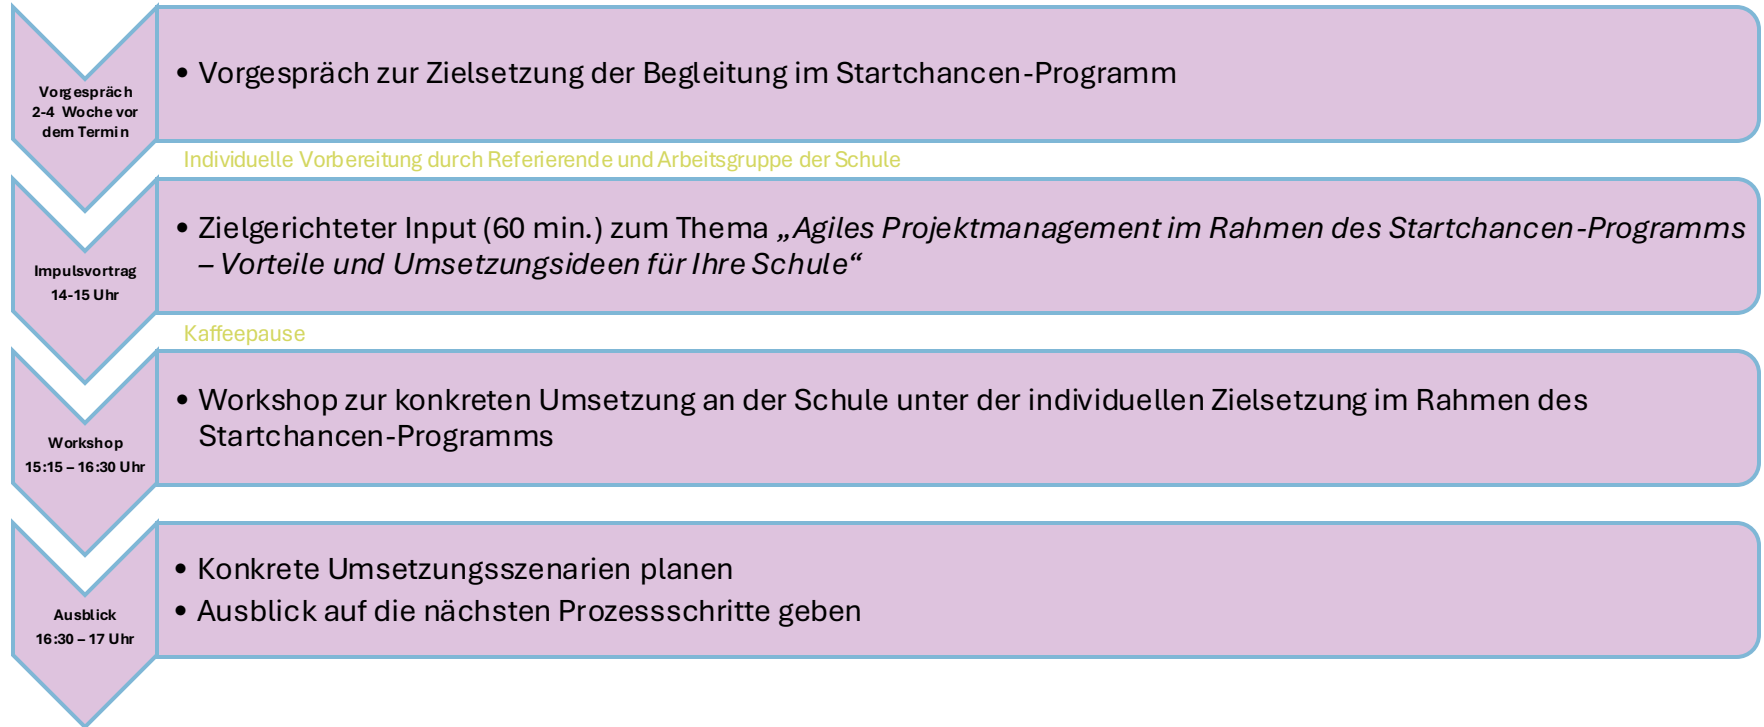 Vorgespräch
2-4 Woche vor
dem Termin
• Vorgespräch zur Zielsetzung der Begleitung im Startchancen-Programm
Individuelle Vorbereitung durch Referierende und Arbeitsgruppe der Schule
Impulsvortrag
14-15 Uhr
• Zielgerichteter Input (60 min.) zum Thema „Agiles Projektmanagement im Rahmen des Startchancen-Programms
– Vorteile und Umsetzungsideen für Ihre Schule“
Kaffeepause
Workshop
15:15 – 16:30 Uhr
• Workshop zur konkreten Umsetzung an der Schule unter der individuellen Zielsetzung im Rahmen des
Startchancen-Programms
Ausblick
16:30 – 17 Uhr
• Konkrete Umsetzungsszenarien planen
• Ausblick auf die nächsten Prozessschritte geben